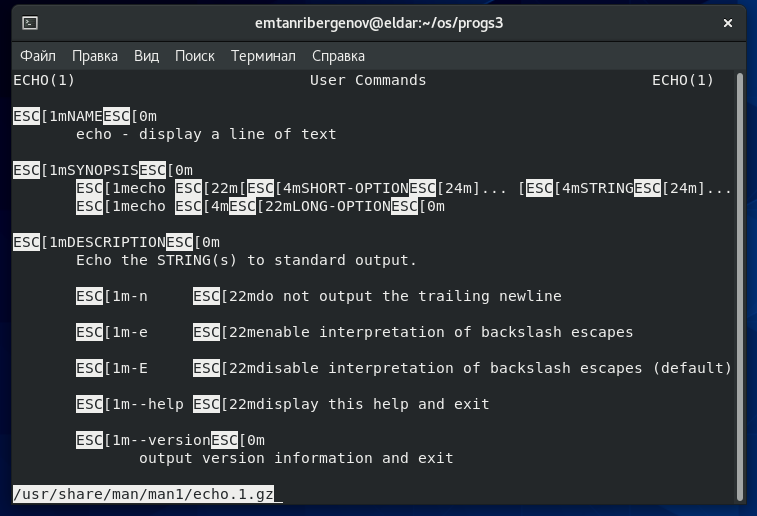 emtanribergenov@eldar:~/os/progs3
Файл Правка Вид Поиск Терминал Справка
ECHO(1) User Commands ECHO(1)
ESC[1mNAMEESC[0m
echo - display a line of text
ESC[1mSYNOPSISESC[0m
ESC[1mecho ESC[22m[ESC[4mSHORT-OPTIONESC[24m]... [ESC[4mSTRINGESC[24m]...
ESC[1mecho ESC[4mESC[22mLONG-OPTIONESC[0m
ESC[1mDESCRIPTIONESC[0m
Echo the STRING(s) to standard output.
ESC[1m-n ESC[22mdo not output the trailing newline
ESC[1m-e ESC[22menable interpretation of backslash escapes
ESC[1m-E ESC[22mdisable interpretation of backslash escapes (default)
ESC[1m--help ESC[22mdisplay this help and exit
ESC[1m--versionESC[0m
output version information and exit
/usr/share/man/man1/echo.1.gz